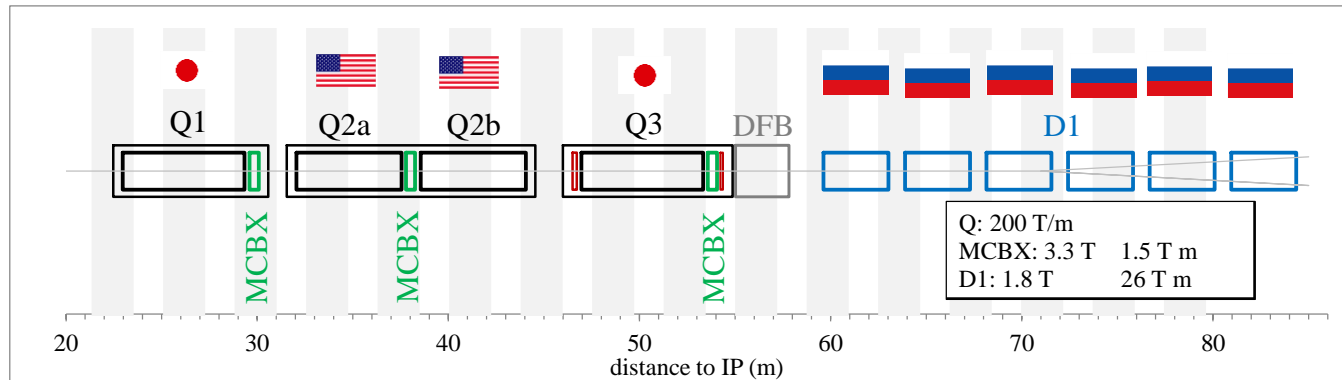 Q1
Q2a
Q2b
Q3
DFB
D1
MCBX
MCBX
MCBX
Q: 200 T/m
MCBX: 3.3 T 1.5 T m
D1: 1.8 T 26 T m
20 30 40 50 60 70 80
distance to IP (m)